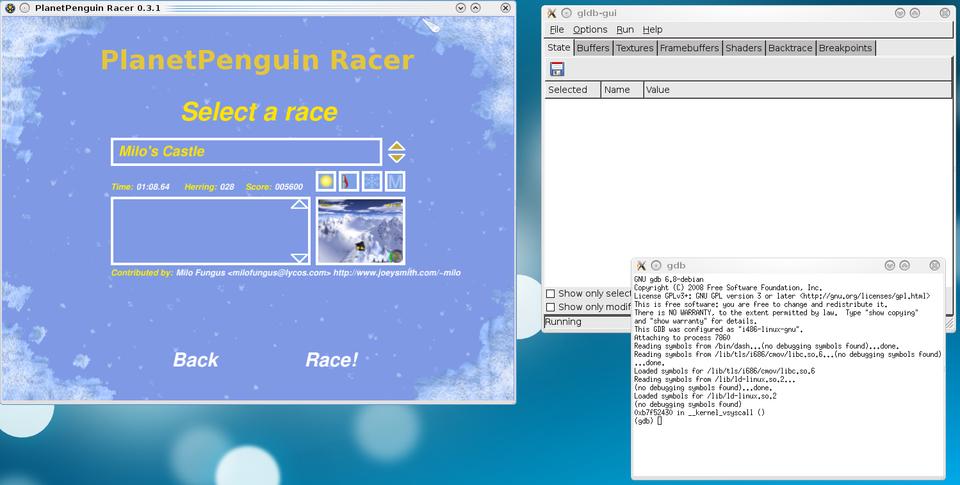 PlanetPenguin Racer 0.3.1
PlanetPenguin Racer
Select a race
Milo's Castle
Time: 01:08.64 Herring: 028 Score: 005600
M
Contributed by: Milo Fungus <milofungus@lycos.com> http://www.joeysmith.com/~milo
Back Race!
gldb-gui
File Options Run Help
State Buffers Textures Framebuffers Shaders Backtrace Breakpoints
Selected Name Value
Show only select
Show only modif
Running
gdb
GNU gdb 6.8-debian
Copyright (C) 2008 Free Software Foundation, Inc.
License GPLv3+: GNU GPL version 3 or later <http://gnu.org/licenses/gpl.html>
This is free software: you are free to change and redistribute it.
There is NO WARRANTY, to the extent permitted by law.  Type "show copying"
and "show warranty" for details.
This GDB was configured as "i486-linux-gnu".
Attaching to process 7860
Reading symbols from /bin/dash...(no debugging symbols found)...done.
Reading symbols from /lib/tls/i686/cmov/libc.so.6...(no debugging symbols found)
...done.
Loaded symbols for /lib/tls/i686/cmov/libc.so.6
Reading symbols from /lib/ld-linux.so.2...
(no debugging symbols found)...done.
Loaded symbols for /lib/ld-linux.so.2
(no debugging symbols found)
0xb7f52430 in __kernel_vsyscall ()
(gdb)